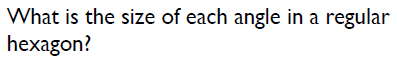 What is the size of each angle in a regular
hexagon?